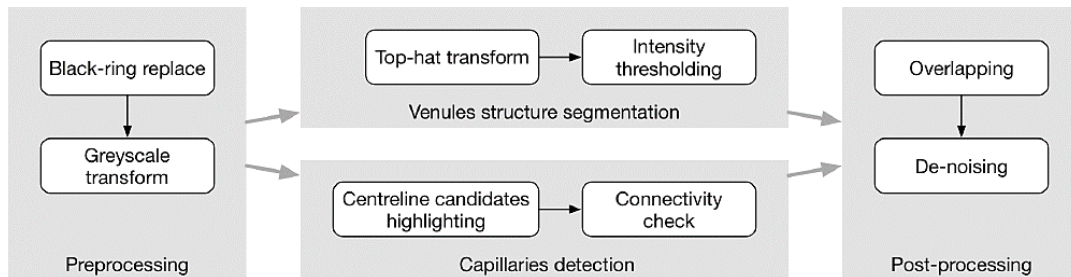 Black-ring replace
Greyscale
transform
Preprocessing
Top-hat transform
Intensity
thresholding
Venules structure segmentation
Centreline candidates
highlighting
Connectivity
check
Capillaries detection
Overlapping
De-noising
Post-processing